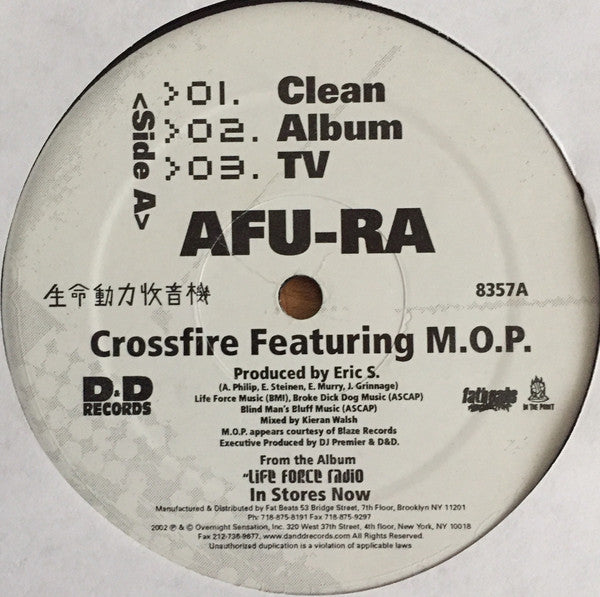 <Side A>
>01. Clean
>02. Album
>03. TV
AFU-RA
生命動力收音機
8357A
Crossfire Featuring M.O.P.
Produced by Eric S.
(A. Philip, E. Steinen, E. Murry, J. Grinnage)
Life Force Music (BMI), Broke Dick Dog Music (ASCAP)
Blind Man's Bluff Music (ASCAP)
Mixed by Kieran Walsh
M.O.P. appears courtesy of Blaze Records
Executive Produced by DJ Premier & D&D.
D&D
RECORDS
fat beats
IN THE PAINT
From the Album
"Life Force Radio
In Stores Now
Manufactured & Distributed by Fat Beats 53 Bridge Street, 7th Floor, Brooklyn NY 11201
Ph: 718-875-8191 Fax 718-875-9297
2002 ℗ & © Overnight Sensation, Inc. 320 West 37th Street, 4th floor, New York, NY 10018
Fax 212-736-9677, www.danddrecords.com All Rights Reserved.
Unauthorized duplication is a violation of applicable laws